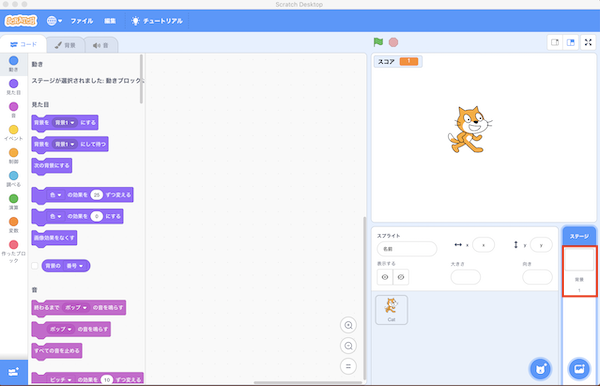 Scratch Desktop
SCRATCH ファイル 編集 チュートリアル
コード 背景 音
動き
見た目
音
イベント
制御
調べる
演算
変数
作ったブロック
動き
ステージが選択されました: 動きブロック
見た目
背景を 背景1 にする
背景を 背景1 にして待つ
次の背景にする
色 の効果を 25 ずつ変える
色 の効果を 0 にする
画像効果をなくす
背景の 番号
音
終わるまで ポップ の音を鳴らす
ポップ の音を鳴らす
すべての音を止める
ピッチ の効果を 10 ずつ変える
スコア 1
スプライト
名前
x x
y y
表示する 大きさ 向き
Cat
ステージ
背景
1